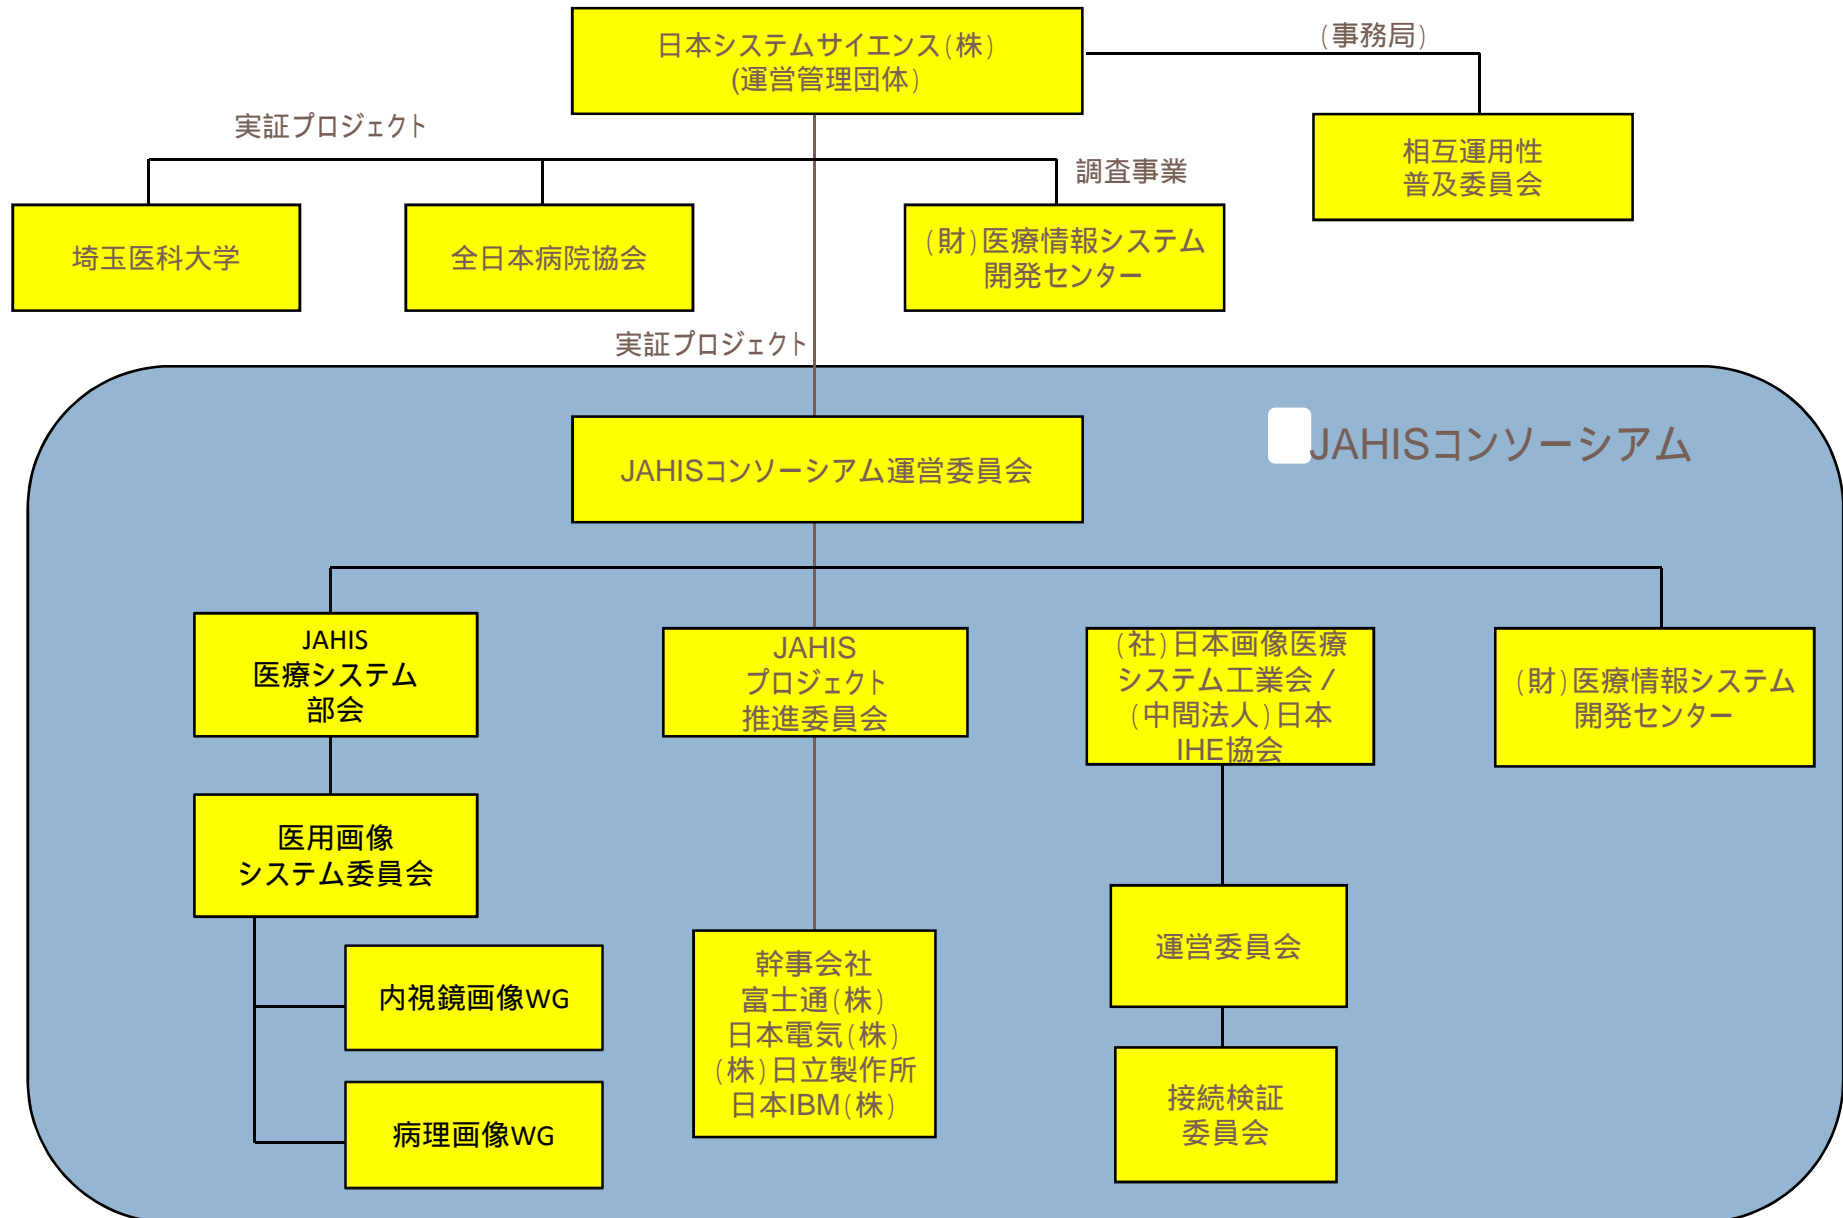 日本システムサイエンス(株)
(運営管理団体)
(事務局)
実証プロジェクト
調査事業
相互運用性
普及委員会
埼玉医科大学
全日本病院協会
(財)医療情報システム
開発センター
実証プロジェクト
JAHISコンソーシアム
JAHISコンソーシアム運営委員会
JAHIS
医療システム
部会
JAHIS
プロジェクト
推進委員会
(社)日本画像医療
システム工業会/
(中間法人)日本
IHE協会
(財)医療情報システム
開発センター
医用画像
システム委員会
内視鏡画像WG
病理画像WG
幹事会社
富士通(株)
日本電気(株)
(株)日立製作所
日本IBM(株)
運営委員会
接続検証
委員会